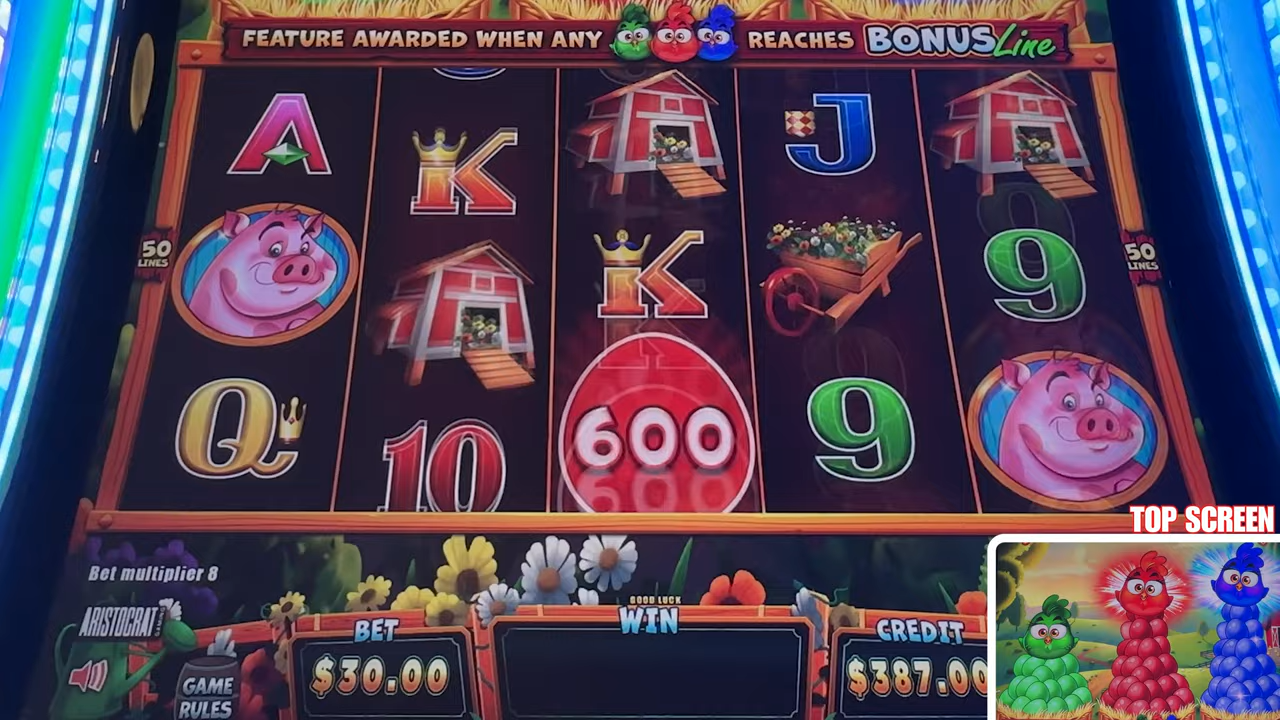 FEATURE AWARDED WHEN ANY REACHES BONUS Line
A
K
J
50 LINES
K
9
50 LINES
Q
10
600
9
TOP SCREEN
Bet multiplier 8
ARISTOCRAT
GOOD LUCK
BET
WIN
CREDIT
$30.00
$387.00
GAME
RULES